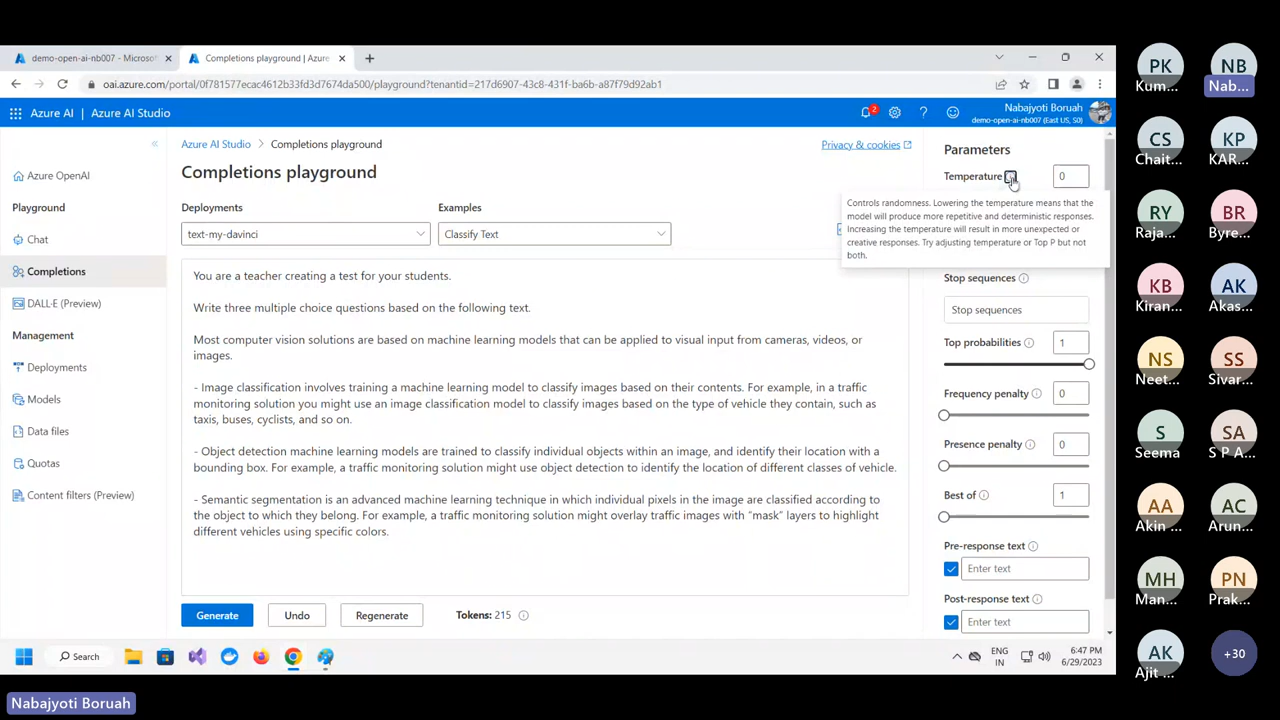 demo-open-ai-nb007 - Microsof
Completions playground | Azure
oai.azure.com/portal/0f781577ecac4612b33fd3d7674da500/playground?tenantid=217d6907-43c8-431f-ba6b-a87f79d92ab1
Azure AI | Azure AI Studio
2
Nabajyoti Boruah
demo-open-ai-nb007 (East US, S0)
Azure OpenAI
Playground
Chat
Completions
DALL·E (Preview)
Management
Deployments
Models
Data files
Quotas
Content filters (Preview)
Azure AI Studio > Completions playground
Privacy & cookies
Completions playground
Deployments
text-my-davinci
Examples
Classify Text
You are a teacher creating a test for your students.
Write three multiple choice questions based on the following text.
Most computer vision solutions are based on machine learning models that can be applied to visual input from cameras, videos, or
images.
- Image classification involves training a machine learning model to classify images based on their contents. For example, in a traffic
monitoring solution you might use an image classification model to classify images based on the type of vehicle they contain, such as
taxis, buses, cyclists, and so on.
- Object detection machine learning models are trained to classify individual objects within an image, and identify their location with a
bounding box. For example, a traffic monitoring solution might use object detection to identify the location of different classes of vehicle.
- Semantic segmentation is an advanced machine learning technique in which individual pixels in the image are classified according to
the object to which they belong. For example, a traffic monitoring solution might overlay traffic images with "mask" layers to highlight
different vehicles using specific colors.
Generate
Undo
Regenerate
Tokens: 215
Parameters
Temperature
0
Controls randomness. Lowering the temperature means that the
model will produce more repetitive and deterministic responses.
Increasing the temperature will result in more unexpected or
creative responses. Try adjusting temperature or Top P but not
both.
Stop sequences
Stop sequences
Top probabilities
1
Frequency penalty
0
Presence penalty
0
Best of
1
Pre-response text
Enter text
Post-response text
Enter text
Search
ENG
IN
6:47 PM
6/29/2023
PK
Kum...
NB
Nab...
CS
Chait...
KP
KAR...
RY
Raja...
BR
Byre...
KB
Kiran...
AK
Akas...
NS
Neet...
SS
Sivar...
S
Seema
SA
S P A...
AA
Akin ...
AC
Arun...
MH
Man...
PN
Prak...
AK
Ajit ...
+30
Nabajyoti Boruah